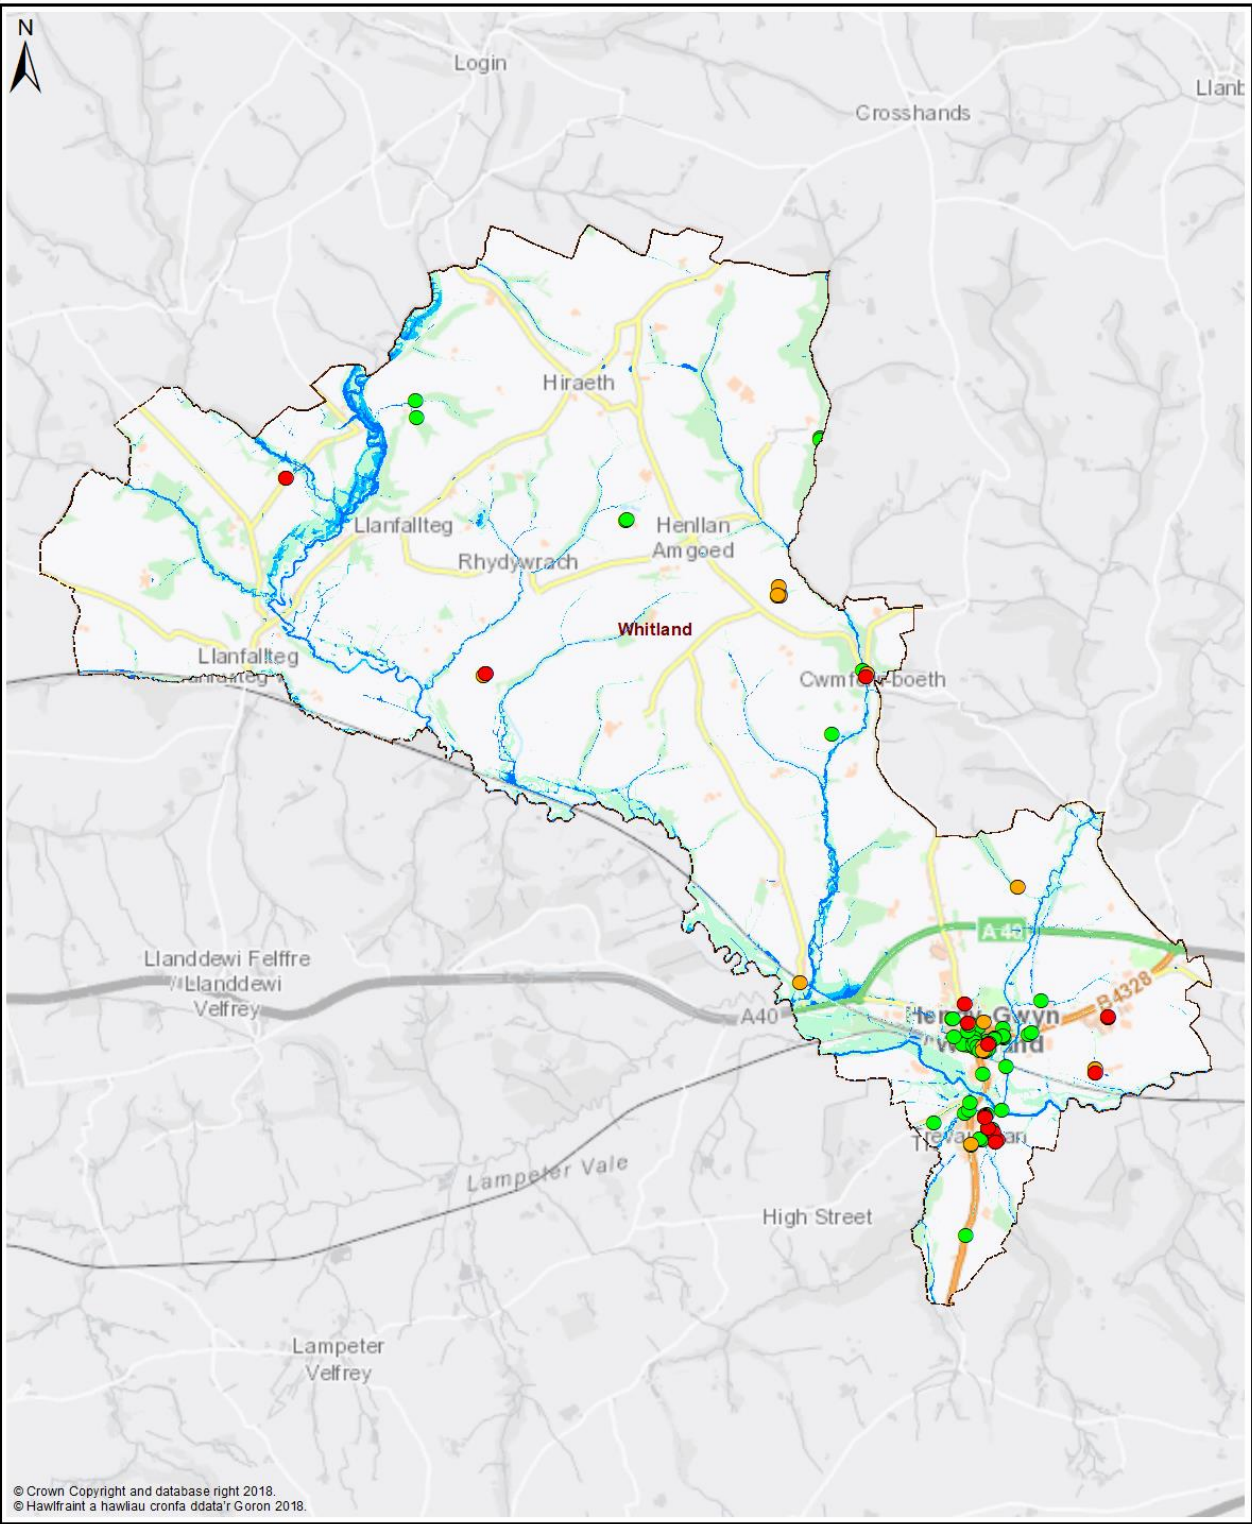 N
Login
Crosshands
Hiraeth
Llanfallteg
Henllan
Amgoed
Rhydywrach
Whitland
Llanfallteg
Llanddewi Felffre
/ Llanddewi
Velfrey
A40
B4328
A40
Gwyn
Lampeter Vale
High Street
Lampeter
Velfrey
© Crown Copyright and database right 2018.
© Hawlfraint a hawliau cronfa ddata'r Goron 2018.